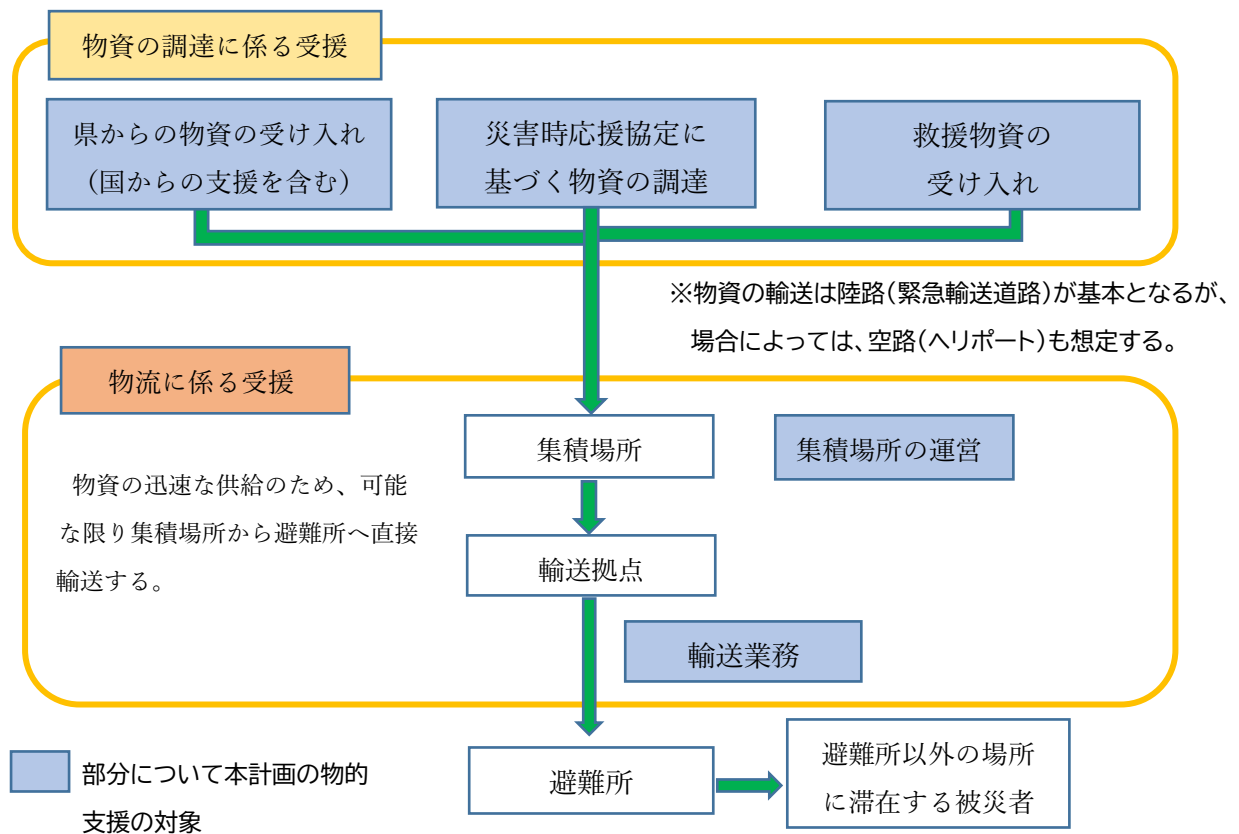 物資の調達に係る受援
県からの物資の受け入れ
（国からの支援を含む）
災害時応援協定に
基づく物資の調達
救援物資の
受け入れ
※物資の輸送は陸路（緊急輸送道路）が基本となるが、
場合によっては、空路（ヘリポート）も想定する。
物流に係る受援
物資の迅速な供給のため、可能
な限り集積場所から避難所へ直接
輸送する。
集積場所
集積場所の運営
輸送拠点
輸送業務
避難所
避難所以外の場所
に滞在する被災者
部分について本計画の物的
支援の対象